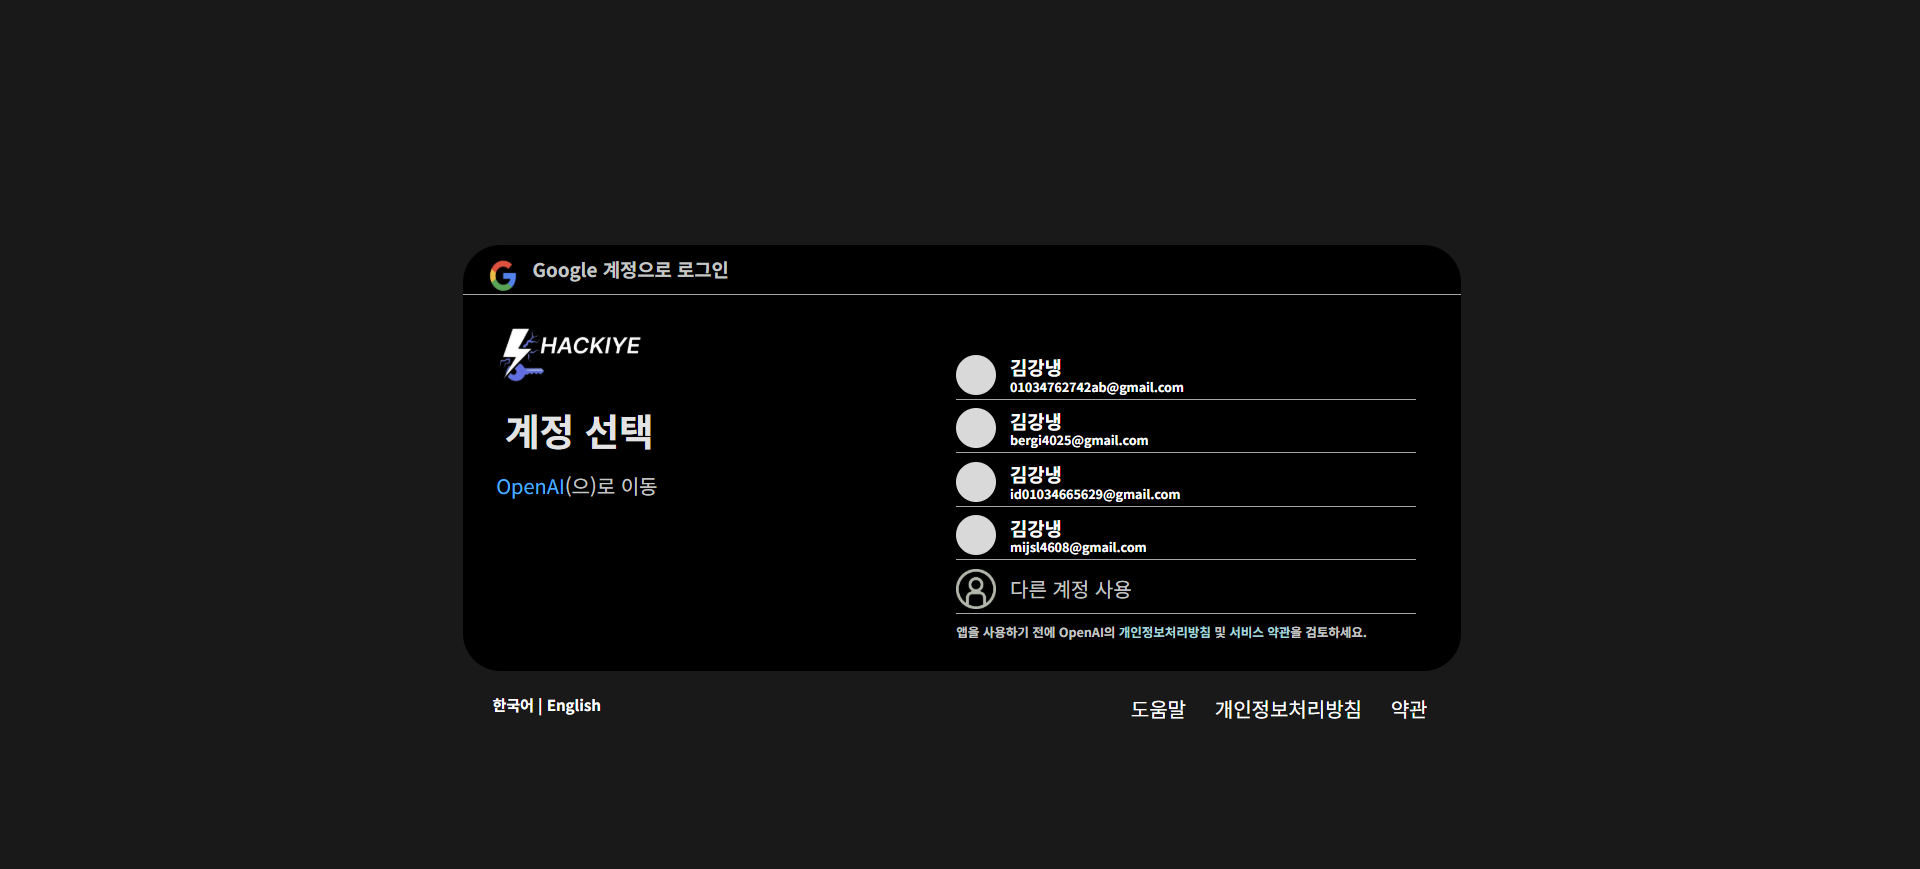 Google 계정으로 로그인
HACKIYE
계정 선택
OpenAI(으)로 이동
김강냉
01034762742ab@gmail.com
김강냉
bergi4025@gmail.com
김강냉
id01034665629@gmail.com
김강냉
mijsl4608@gmail.com
다른 계정 사용
앱을 사용하기 전에 OpenAI의 개인정보처리방침 및 서비스 약관을 검토하세요.
한국어 | English
도움말 개인정보처리방침 약관